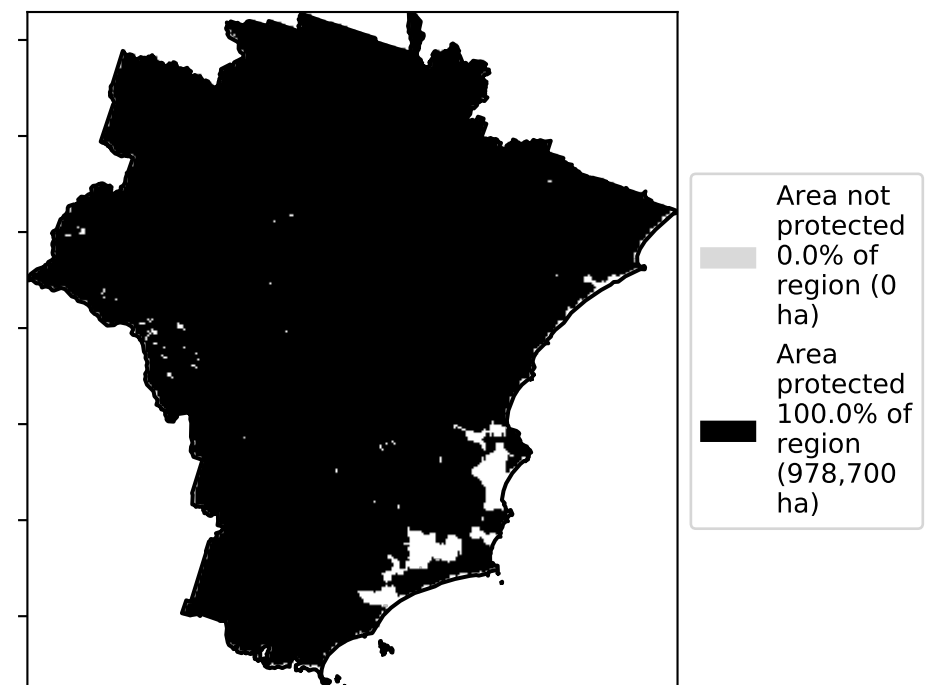 Area not
protected
0.0% of
region (0
ha)
Area
protected
100.0% of
region
(978,700
ha)